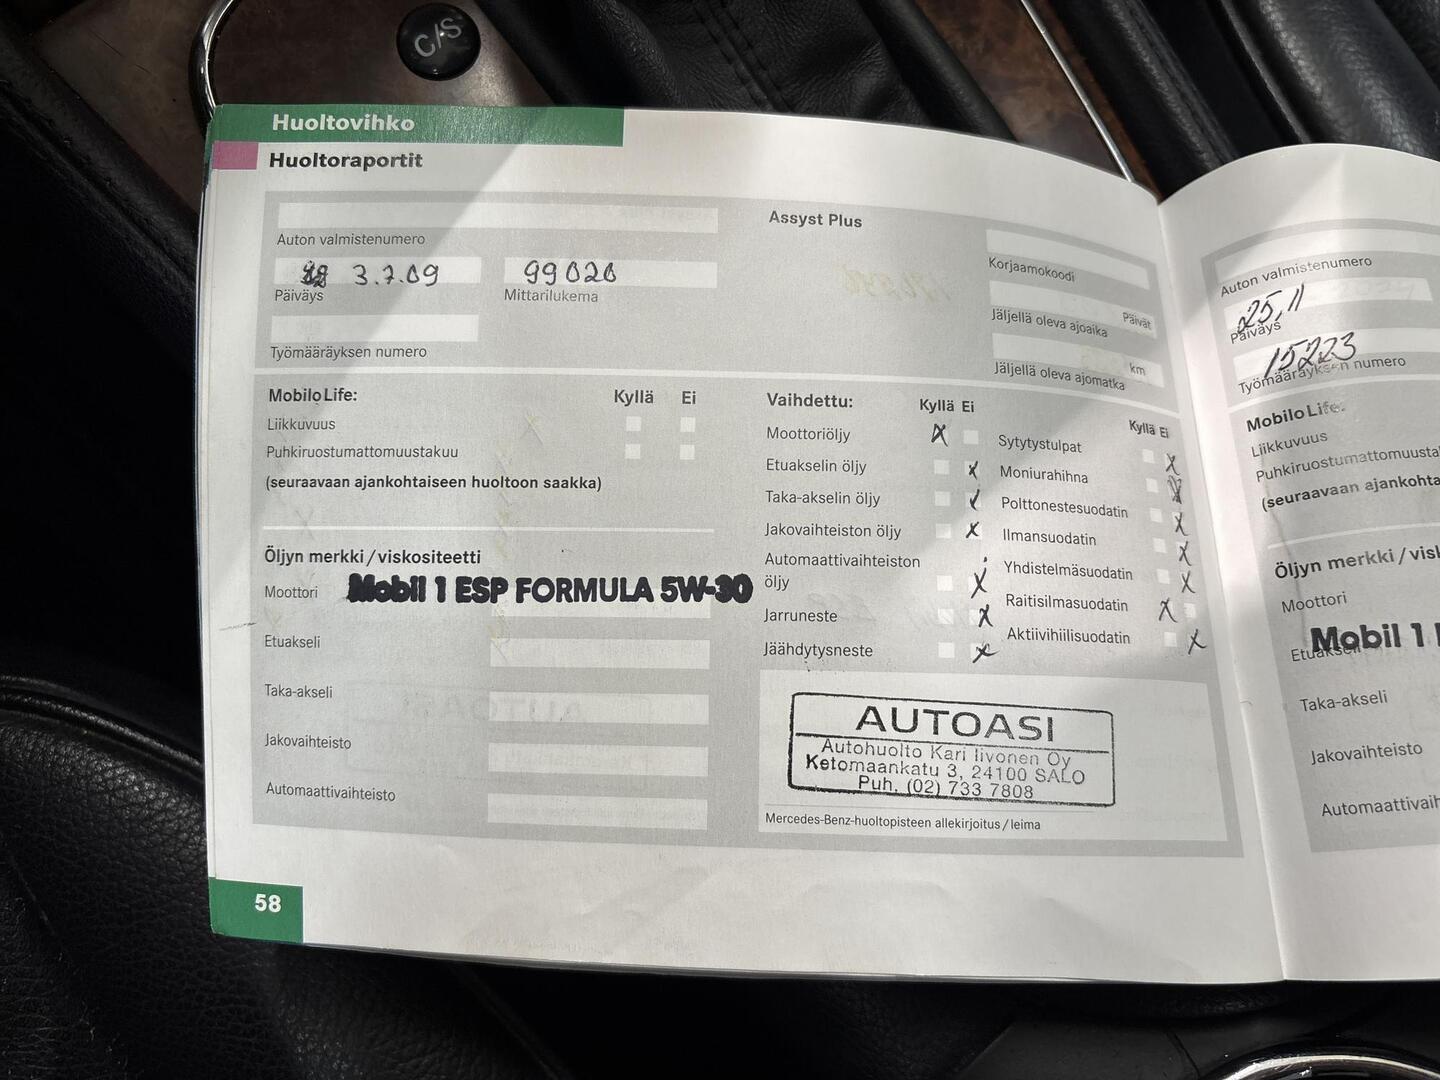 C/S
Huoltovihko
Huoltoraportit
Auton valmistenumero
3.7.09
99020
Päiväys
Mittarilukema
Työmääräyksen numero
Assyst Plus
Korjaamokoodi
Päivät
Jäljellä oleva ajoaika
km
Jäljellä oleva ajomatka
MobiloLife:
Kyllä Ei
Liikkuvuus
Puhkiruostumattomuustakuu
(seuraavaan ajankohtaiseen huoltoon saakka)
Öljyn merkki/viskositeetti
Moottori
Mobil 1 ESP FORMULA 5W-30
Etuakseli
Taka-akseli
Jakovaihteisto
Automaattivaihteisto
Vaihdettu:
Kyllä Ei
Moottoriöljy X
Etuakselin öljy X
Taka-akselin öljy X
Jakovaihteiston öljy X
Automaattivaihteiston
öljy X
Jarruneste X
Jäähdytysneste X
Kyllä Ei
Sytytystulpat X
Moniurahihna X
Polttonestesuodatin X
Ilmansuodatin X
Yhdistelmäsuodatin X
Raitisilmasuodatin X
Aktiivihiilisuodatin X
AUTOASI
Autohuolto Kari Iivonen Oy
Ketomaankatu 3, 24100 SALO
Puh. (02) 733 7808
Mercedes-Benz-huoltopisteen allekirjoitus/leima
58
Auton valmistenumero
25,11
Päiväys
15223
Työmääräyksen numero
MobiloLife:
Liikkuvuus
Puhkiruostumattomuusta
(seuraavaan ajankohta
Öljyn merkki/visk
Moottori
Mobil 1
Etuakseli
Taka-akseli
Jakovaihteisto
Automaattivaih